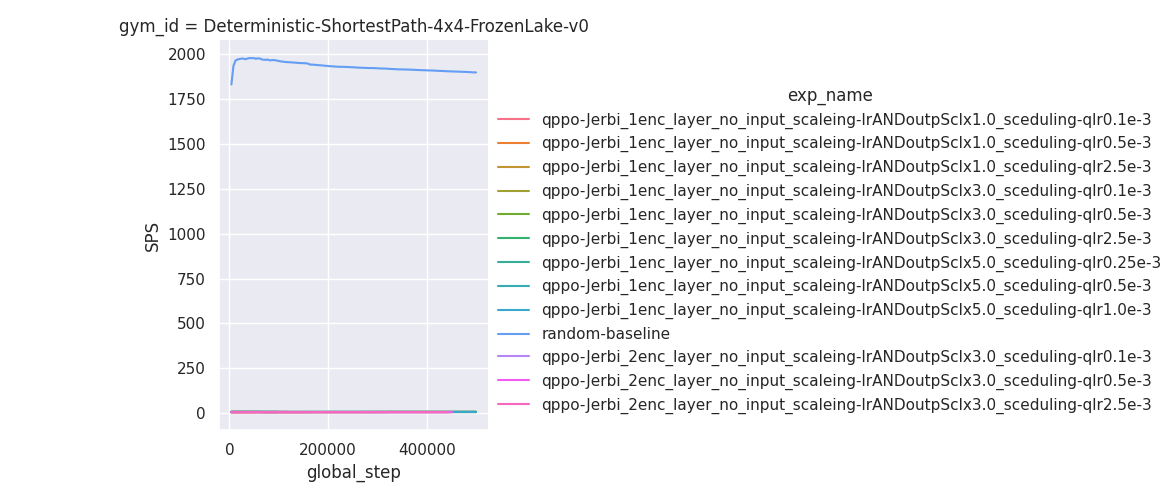 gym_id = Deterministic-ShortestPath-4x4-FrozenLake-v0
2000
1750
1500
1250
1000
750
500
250
0
SPS
0
200000
400000
global_step
exp_name
qppo-Jerbi_1enc_layer_no_input_scaleing-lrANDoutpSclx1.0_sceduling-qlr0.1e-3
qppo-Jerbi_1enc_layer_no_input_scaleing-lrANDoutpSclx1.0_sceduling-qlr0.5e-3
qppo-Jerbi_1enc_layer_no_input_scaleing-lrANDoutpSclx1.0_sceduling-qlr2.5e-3
qppo-Jerbi_1enc_layer_no_input_scaleing-lrANDoutpSclx3.0_sceduling-qlr0.1e-3
qppo-Jerbi_1enc_layer_no_input_scaleing-lrANDoutpSclx3.0_sceduling-qlr0.5e-3
qppo-Jerbi_1enc_layer_no_input_scaleing-lrANDoutpSclx3.0_sceduling-qlr2.5e-3
qppo-Jerbi_1enc_layer_no_input_scaleing-lrANDoutpSclx5.0_sceduling-qlr0.25e-3
qppo-Jerbi_1enc_layer_no_input_scaleing-lrANDoutpSclx5.0_sceduling-qlr0.5e-3
qppo-Jerbi_1enc_layer_no_input_scaleing-lrANDoutpSclx5.0_sceduling-qlr1.0e-3
random-baseline
qppo-Jerbi_2enc_layer_no_input_scaleing-lrANDoutpSclx3.0_sceduling-qlr0.1e-3
qppo-Jerbi_2enc_layer_no_input_scaleing-lrANDoutpSclx3.0_sceduling-qlr0.5e-3
qppo-Jerbi_2enc_layer_no_input_scaleing-lrANDoutpSclx3.0_sceduling-qlr2.5e-3